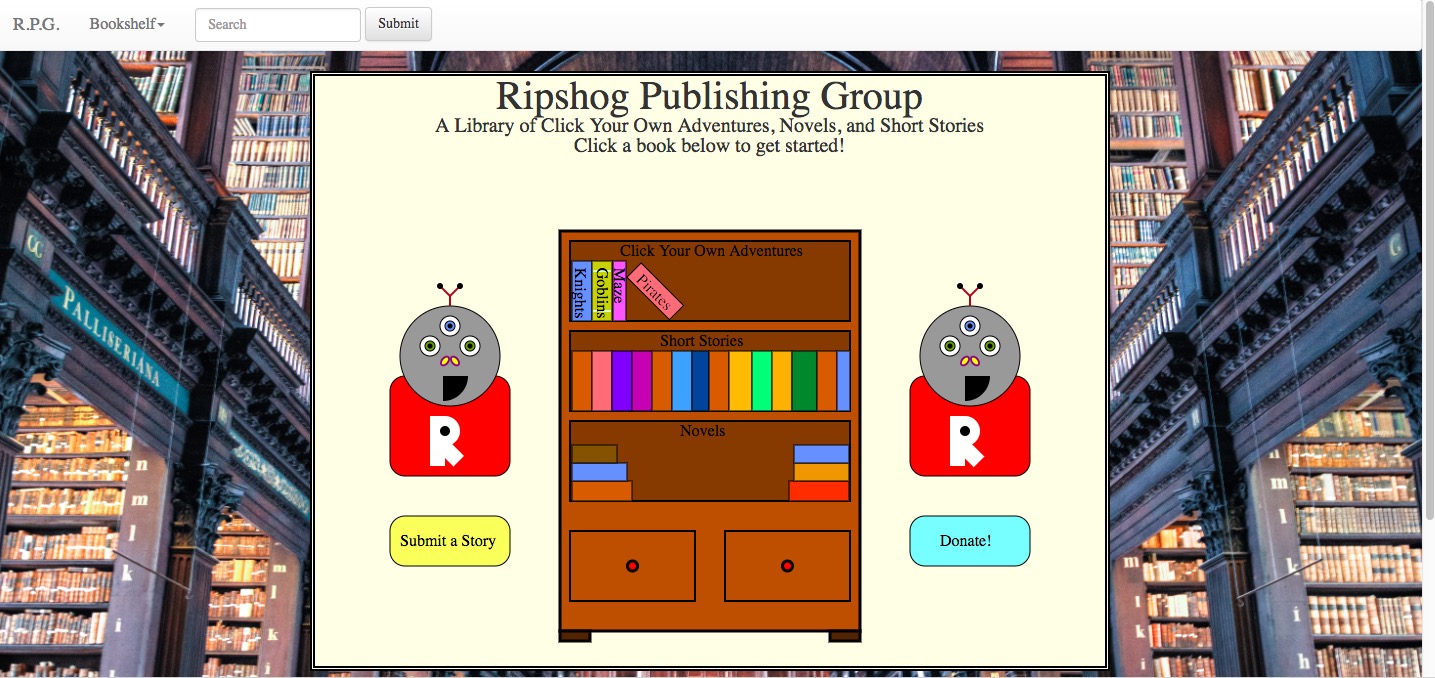 R.P.G.
Bookshelf
Search
Submit
Ripshog Publishing Group
A Library of Click Your Own Adventures, Novels, and Short Stories
Click a book below to get started!
Click Your Own Adventures
Knights
Goblins
Maze
Pirates
Short Stories
Novels
R
R
Submit a Story
Donate!
CC
PALLISERIANA
n
m
l
k
i
m
l
k
i
G
m
l
k
i
h